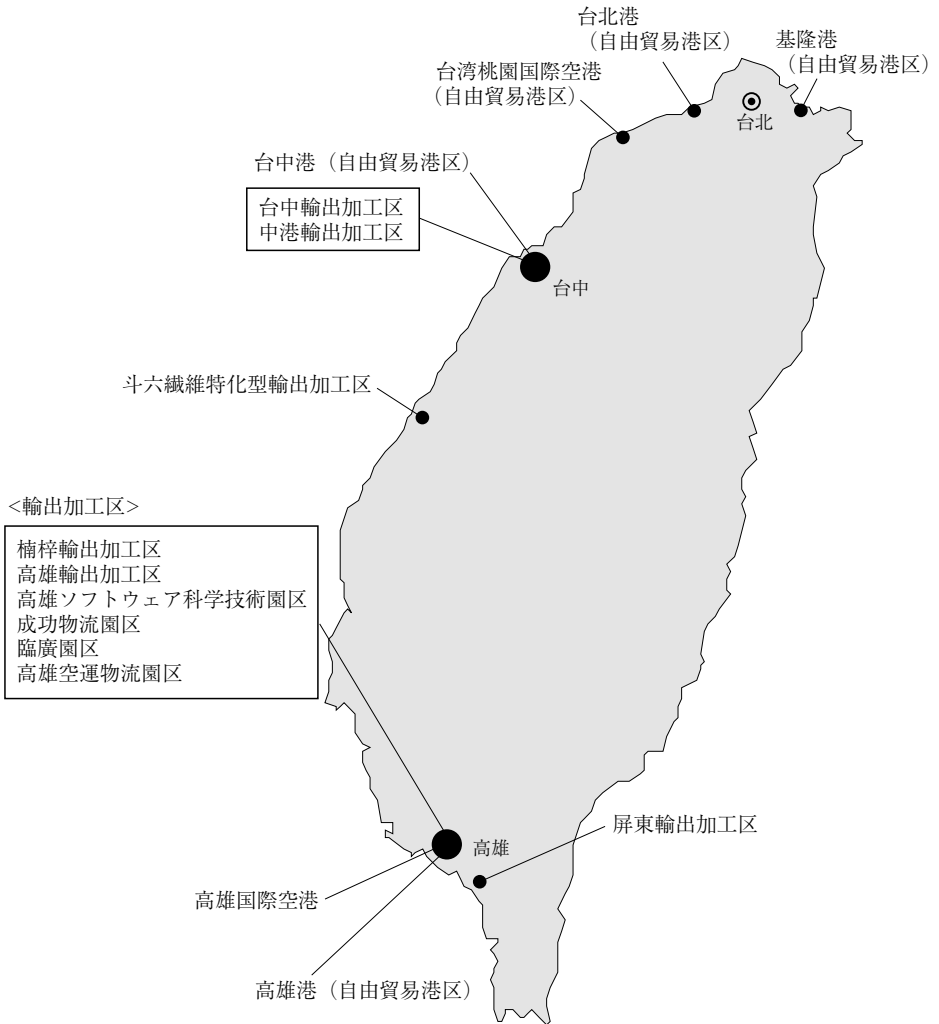 台北港
(自由貿易港区)
基隆港
(自由貿易港区)
台湾桃園国際空港
(自由貿易港区)
台北
台中港(自由貿易港区)
台中輸出加工区
中港輸出加工区
台中
斗六繊維特化型輸出加工区
<輸出加工区>
楠梓輸出加工区
高雄輸出加工区
高雄ソフトウェア科学技術園区
成功物流園区
臨廣園区
高雄空運物流園区
屏東輸出加工区
高雄
高雄国際空港
高雄港(自由貿易港区)